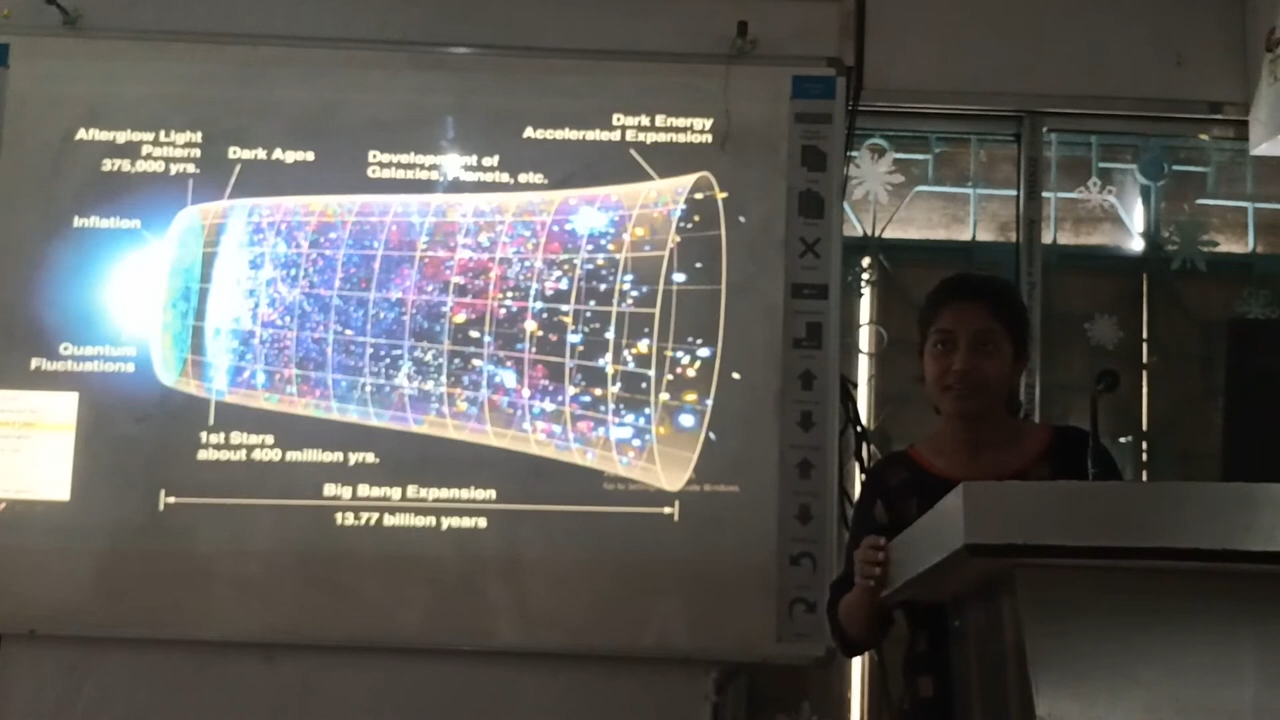 Dark Energy
Accelerated Expansion
Afterglow Light
Pattern
375,000 yrs.
Dark Ages
Development of
Galaxies, Planets, etc.
Inflation
Quantum
Fluctuations
1st Stars
about 400 million yrs.
Big Bang Expansion
13.77 billion years